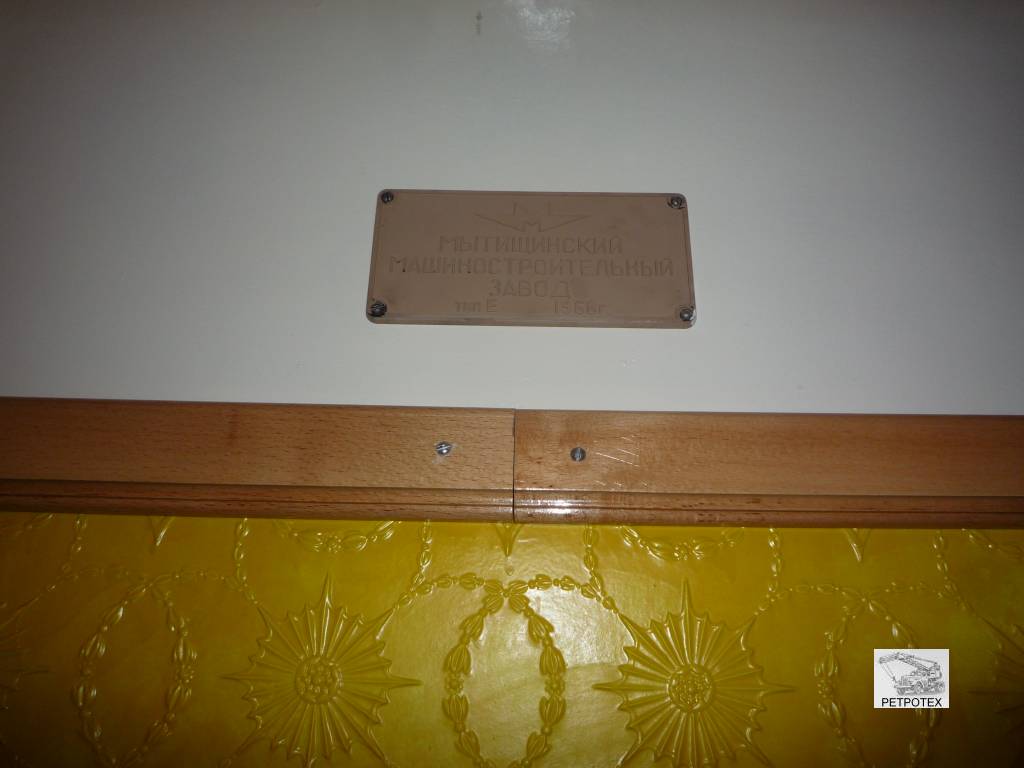 М
МЫТИЩИНСКИЙ
МАШИНОСТРОИТЕЛЬНЫЙ
ЗАВОД
тип Е 1966г.
РЕТРОТЕХ